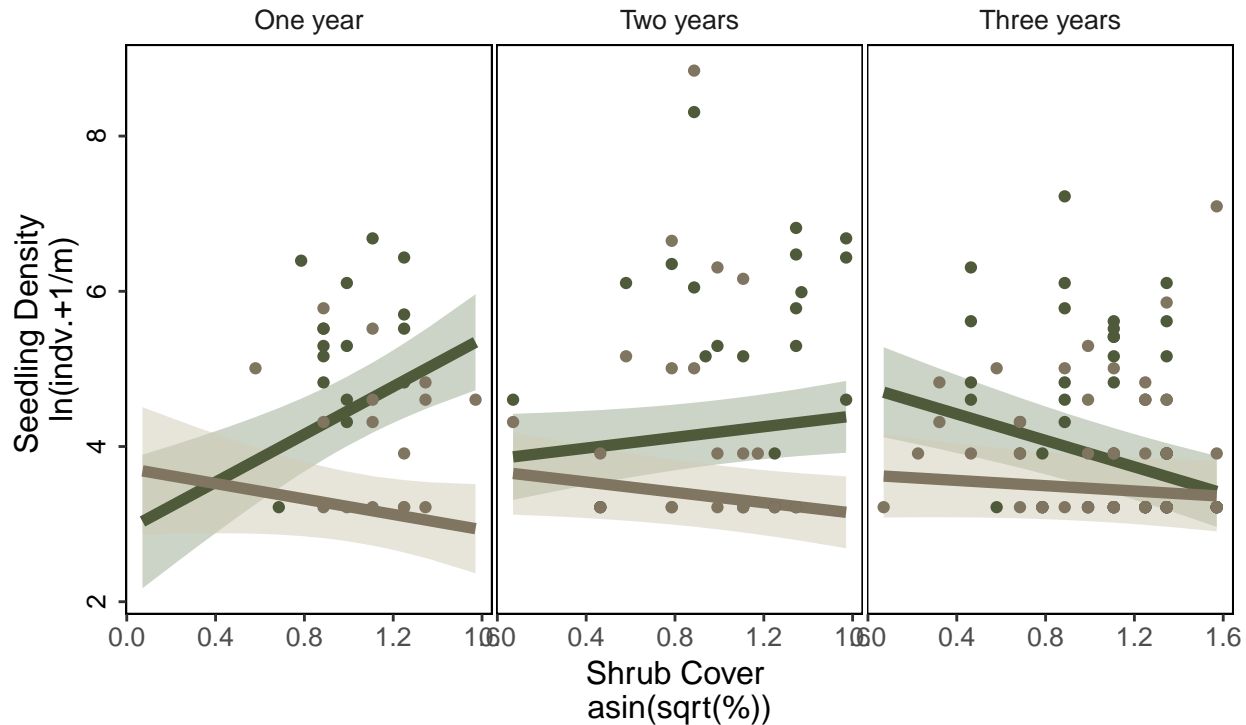 One year Two years Three years
8
6
4
2
Seedling Density
ln(indv.+1/m)
0.0 0.4 0.8 1.2 1.6 0.0 0.4 0.8 1.2 1.6 0.0 0.4 0.8 1.2 1.6
Shrub Cover
asin(sqrt(%))